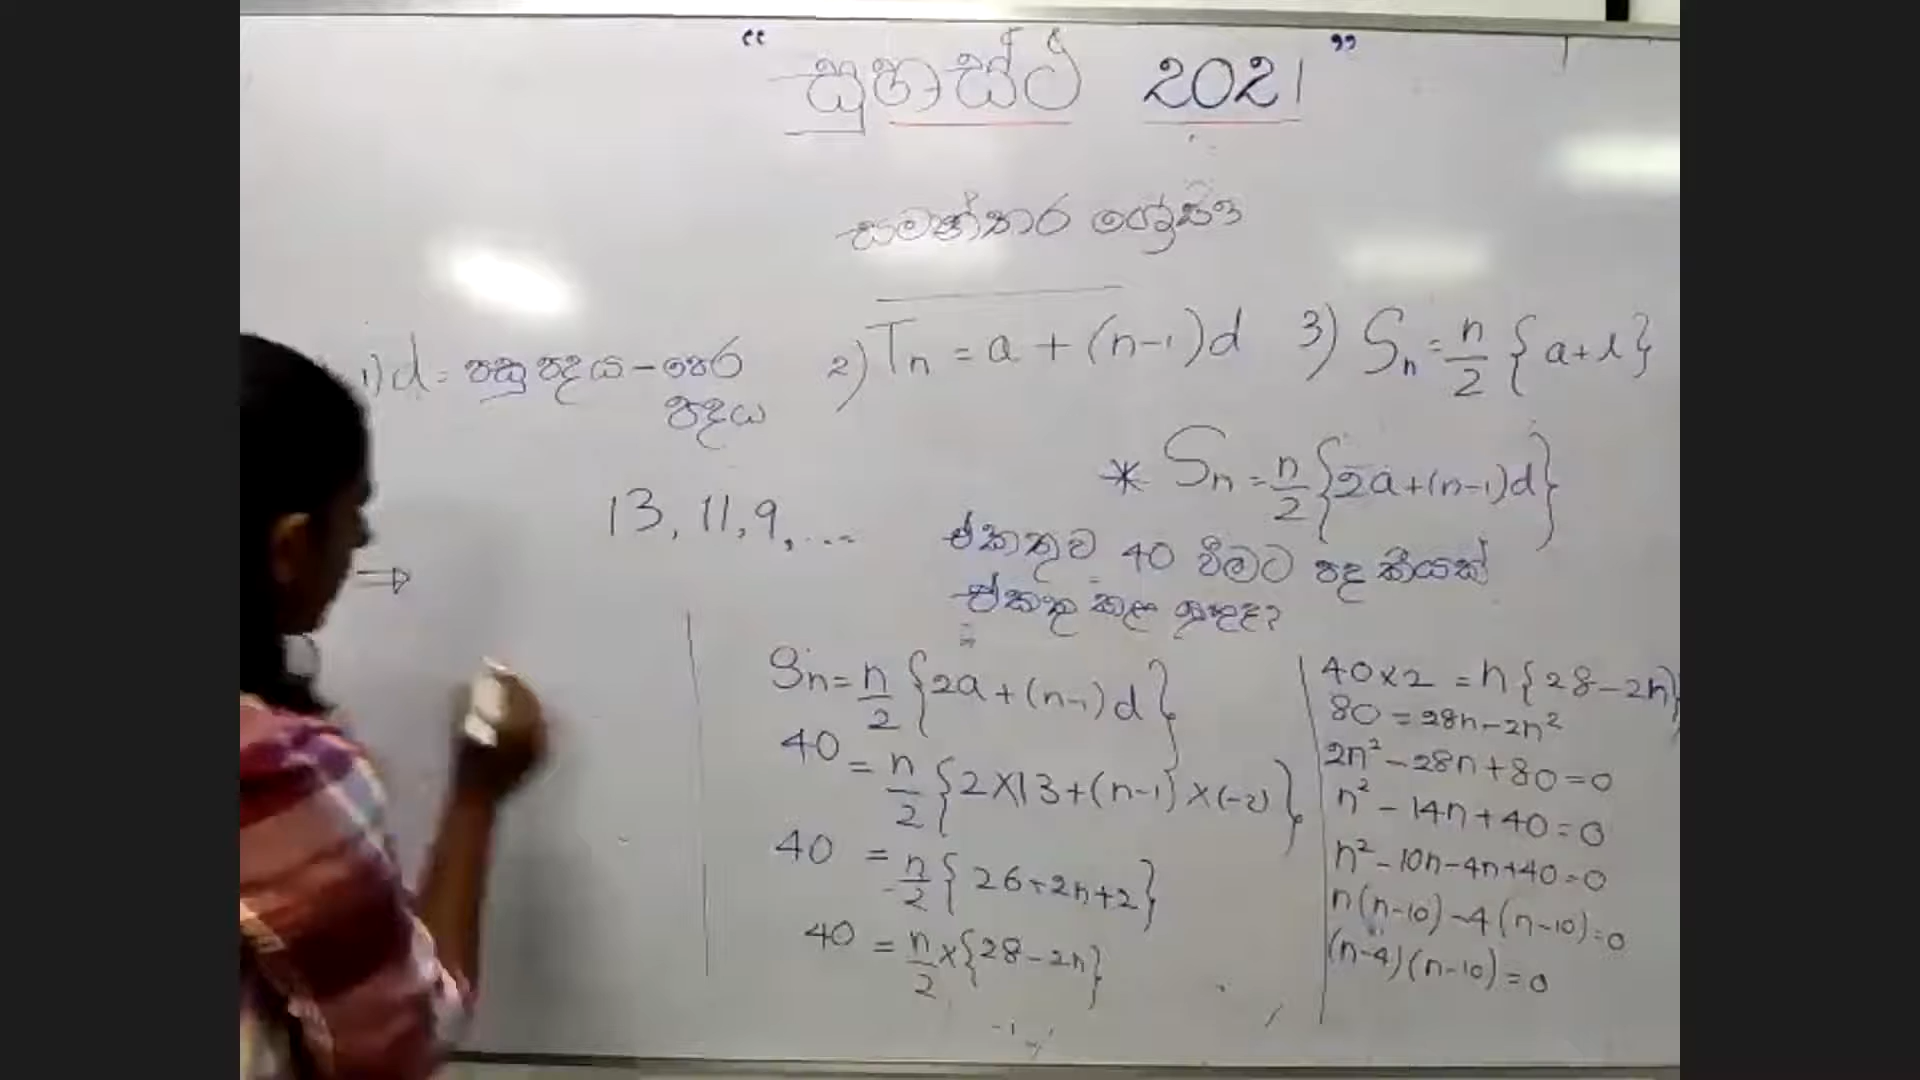 “ සුහස්ට 2021 ”
සමාන්තර ශ්‍රේඪි
1) d = පසු පදය - පෙර පදය
2) Tn = a + (n-1)d
3) Sn = n/2 {a+l}
* Sn = n/2 {2a+(n-1)d}
13, 11, 9, ...
එකතුව 40 වීමට පද කීයක්
එකතු කළ යුතුද?
⇒
Sn = n/2 {2a + (n-1)d}
40 = n/2 {2×13+(n-1)×(-2)}
40 = n/2 {26-2n+2}
40 = n/2 × {28-2n}
40×2 = n{28-2n}
80 = 28n-2n²
2n²-28n+80=0
n²-14n+40=0
n²-10n-4n+40=0
n(n-10)-4(n-10)=0
(n-4)(n-10)=0